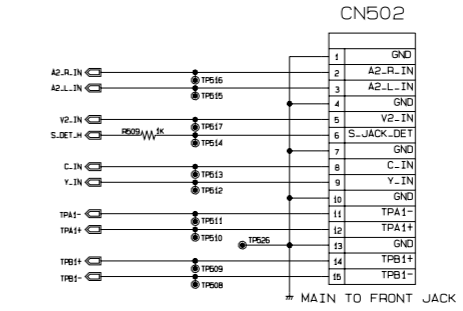 CN502
1 GND
A2_R_IN TP516 2 A2_R_IN
A2_L_IN TP515 3 A2_L_IN
4 GND
V2_IN TP517 5 V2_IN
S_DET_H R509 1K TP514 6 S_JACK_DET
7 GND
C_IN TP513 8 C_IN
Y_IN TP512 9 Y_IN
10 GND
TPA1- TP511 11 TPA1-
TPA1+ TP510 12 TPA1+
TP526 13 GND
TPB1+ TP509 14 TPB1+
TPB1- TP508 15 TPB1-
MAIN TO FRONT JACK